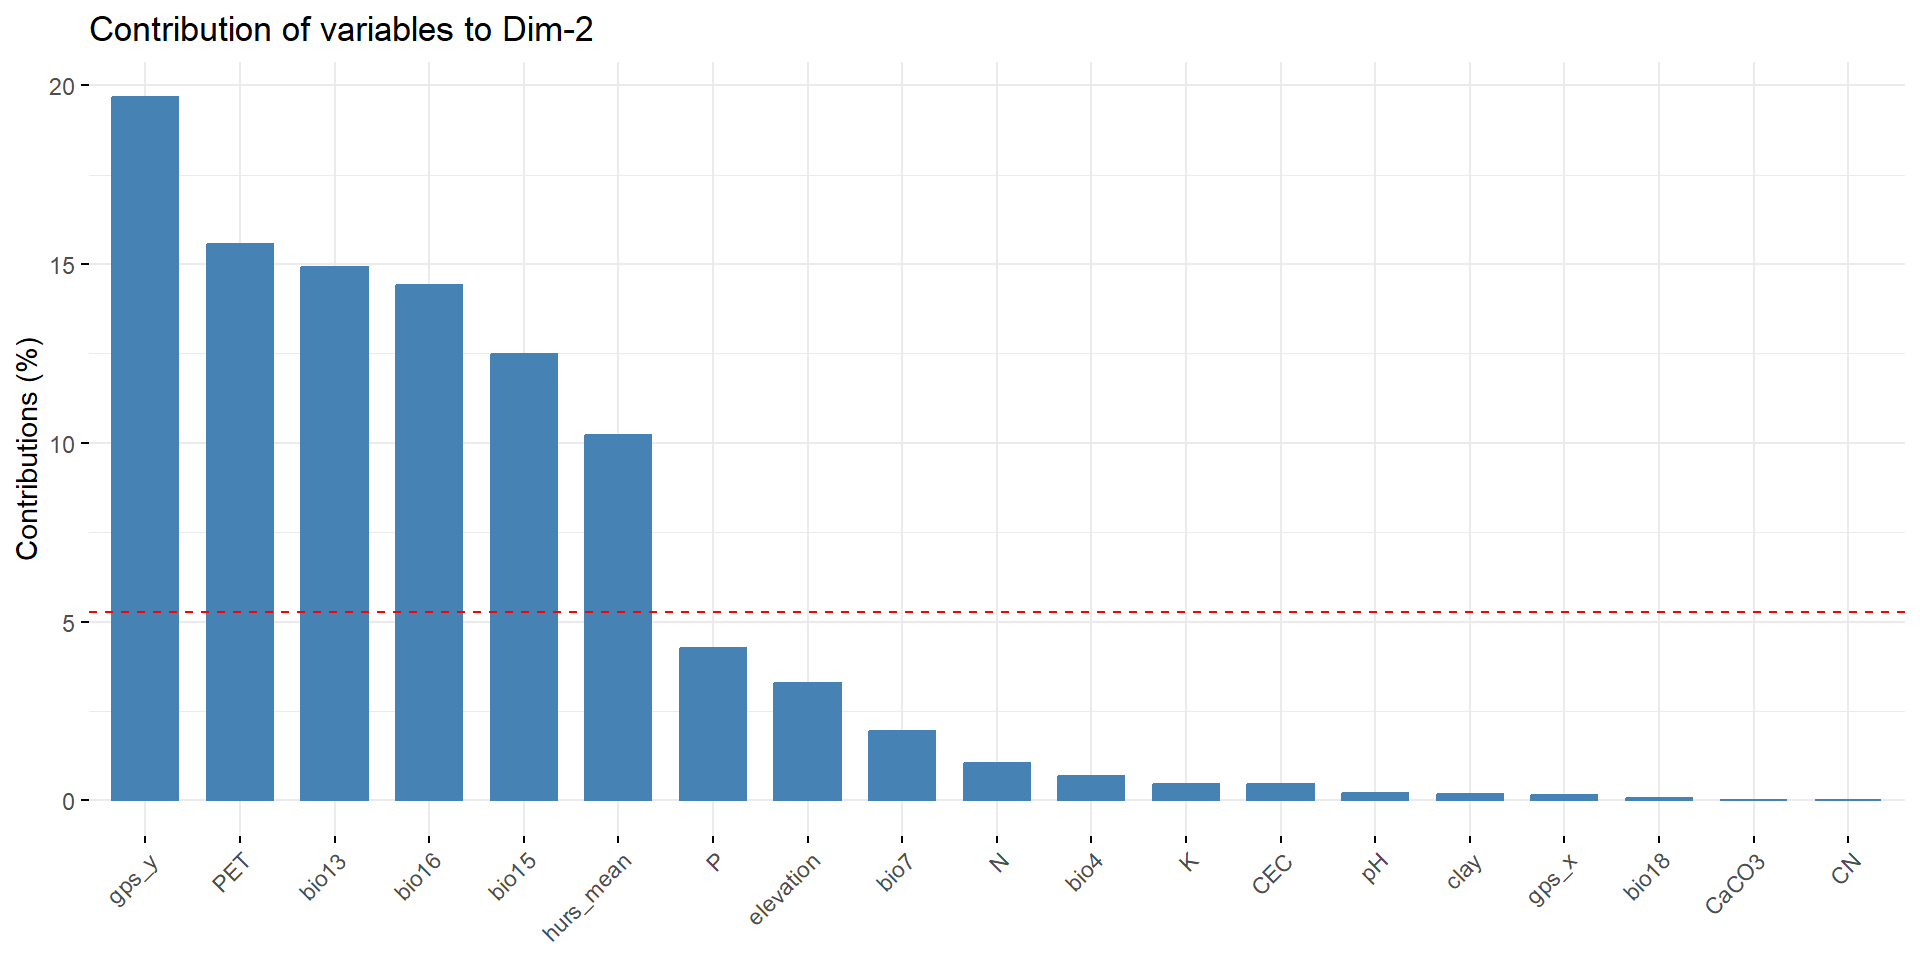 Contribution of variables to Dim-2
Contributions (%)
20
15
10
5
0
gps_y
PET
bio13
bio16
bio15
hurs_mean
P
elevation
bio7
N
bio4
K
CEC
pH
clay
gps_x
bio18
CaCO3
CN